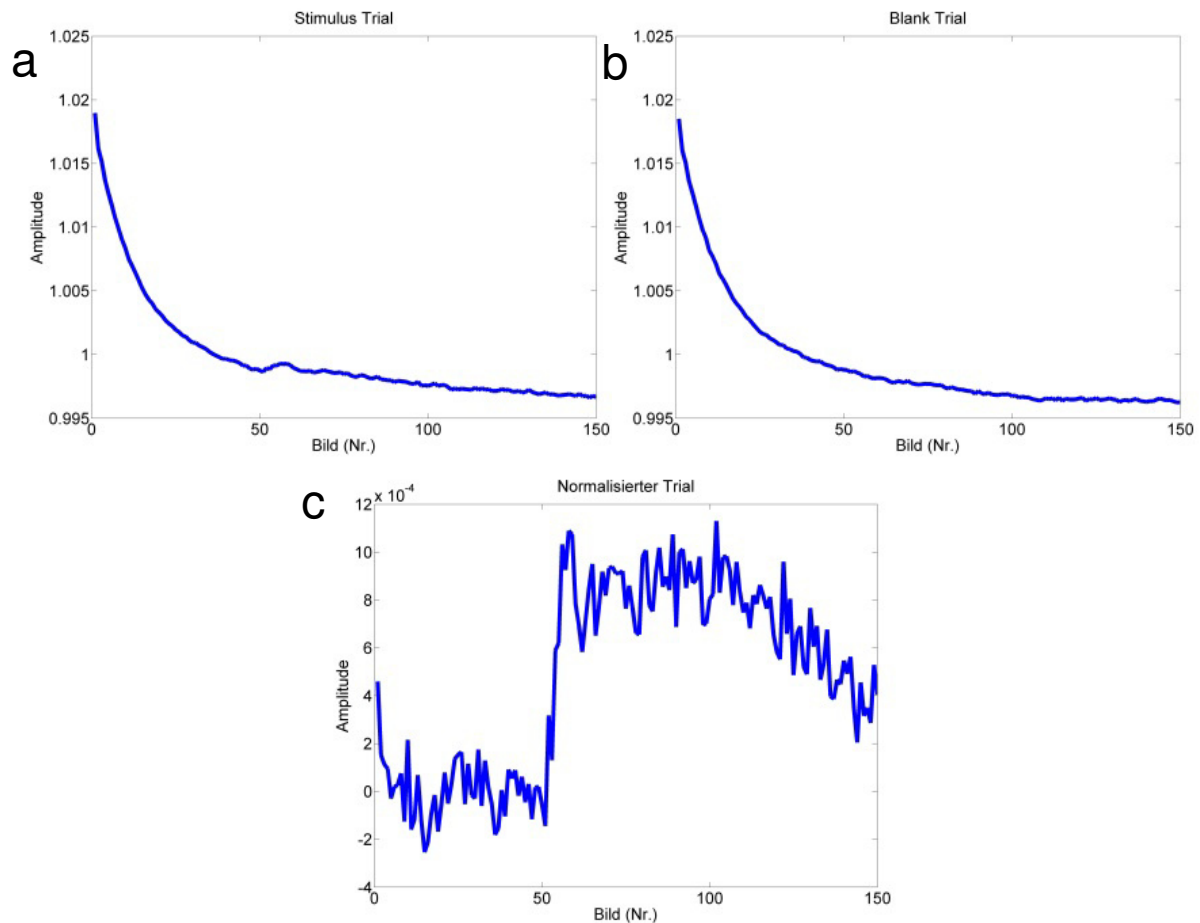 a
Stimulus Trial
1.025
1.02
1.015
1.01
1.005
1
0.995
Amplitude
0 50 100 150
Bild (Nr.)
b
Blank Trial
1.025
1.02
1.015
1.01
1.005
1
0.995
Amplitude
0 50 100 150
Bild (Nr.)
c
Normalisierter Trial
x 10^-4
12
10
8
6
4
2
0
-2
-4
Amplitude
0 50 100 150
Bild (Nr.)